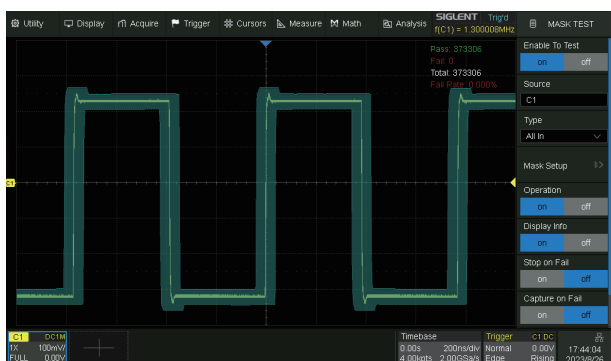 Utility Display Acquire Trigger Cursors Measure Math Analysis SIGLENT Trig'd MASK TEST
f(C1) = 1.300008MHz
Pass: 373306
Fail: 0
Total: 373306
Fail Rate: 0.000%
Enable To Test
on off
Source
C1
Type
All In
Mask Setup
Operation
on off
Display Info
on off
Stop on Fail
on off
Capture on Fail
on off
C1
C1 DC1M
1X 100mV/
FULL 0.00V
Timebase
0.00s 200ns/div
4.00kpts 2.00GSa/s
Trigger C1 DC
Normal 0.00V
Edge Rising
17:44:04
2023/8/26